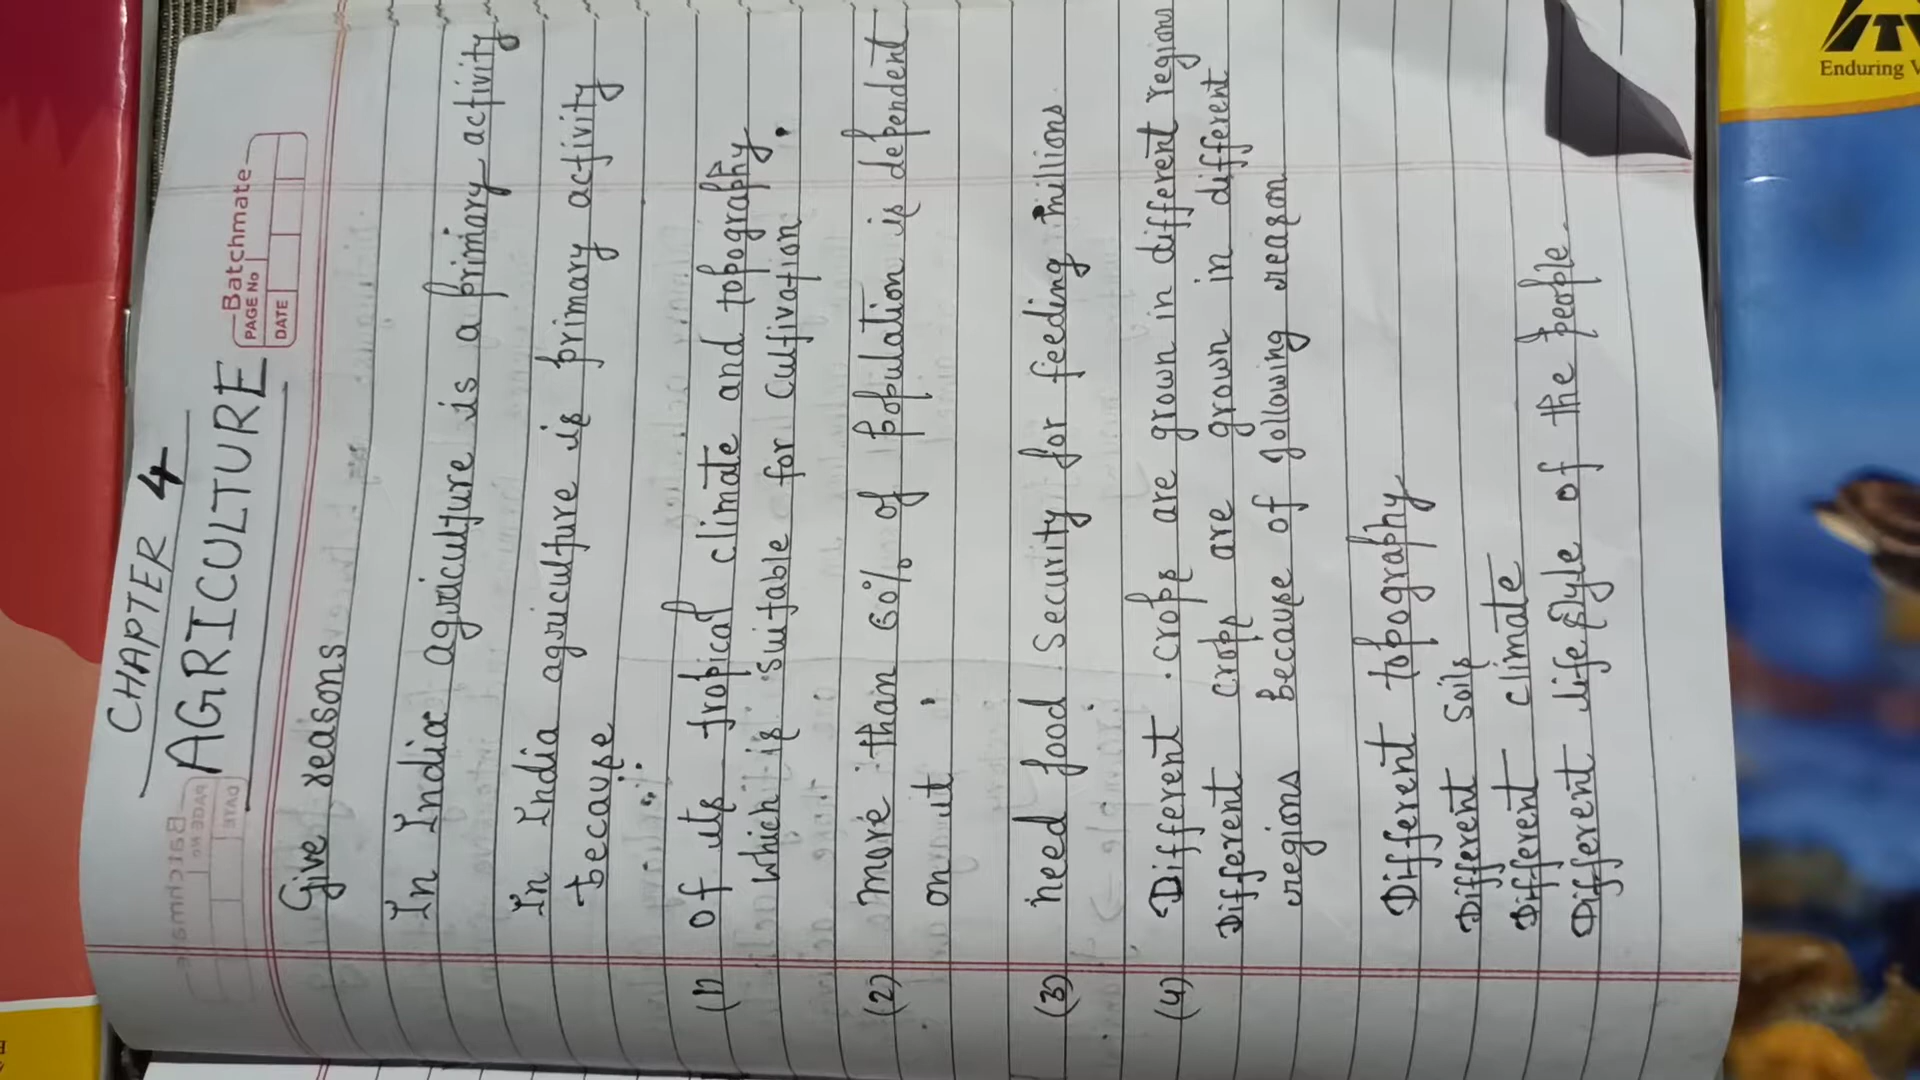 CHAPTER 4
AGRICULTURE
Batchmate
PAGE No
DATE
Give reasons
In India agriculture is a primary activity
In India agriculture is primary activity
because
(1) of its tropical climate and topography
which is suitable for cultivation.
(2) more than 60% of population is dependent
on it.
(3) need food security for feeding milions
(4) Different crops are grown in different regions
Different crops are grown in different
regions because of following reason
Different topography
Different soils
Different climate
Different lifestyle of the people
Enduring